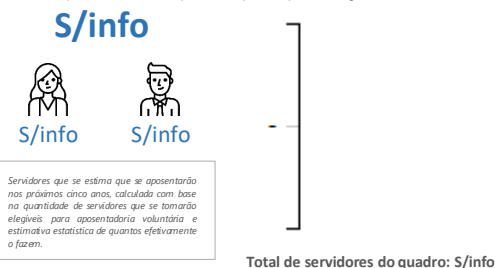 S/info
S/info
S/info
Servidores que se estima que se aposentarão
nos próximos cinco anos, calculada com base
na quantidade de servidores que se tornarão
elegíveis para aposentadoria voluntária e
estimativa estatística de quantos efetivamente
o fazem.
Total de servidores do quadro: S/info